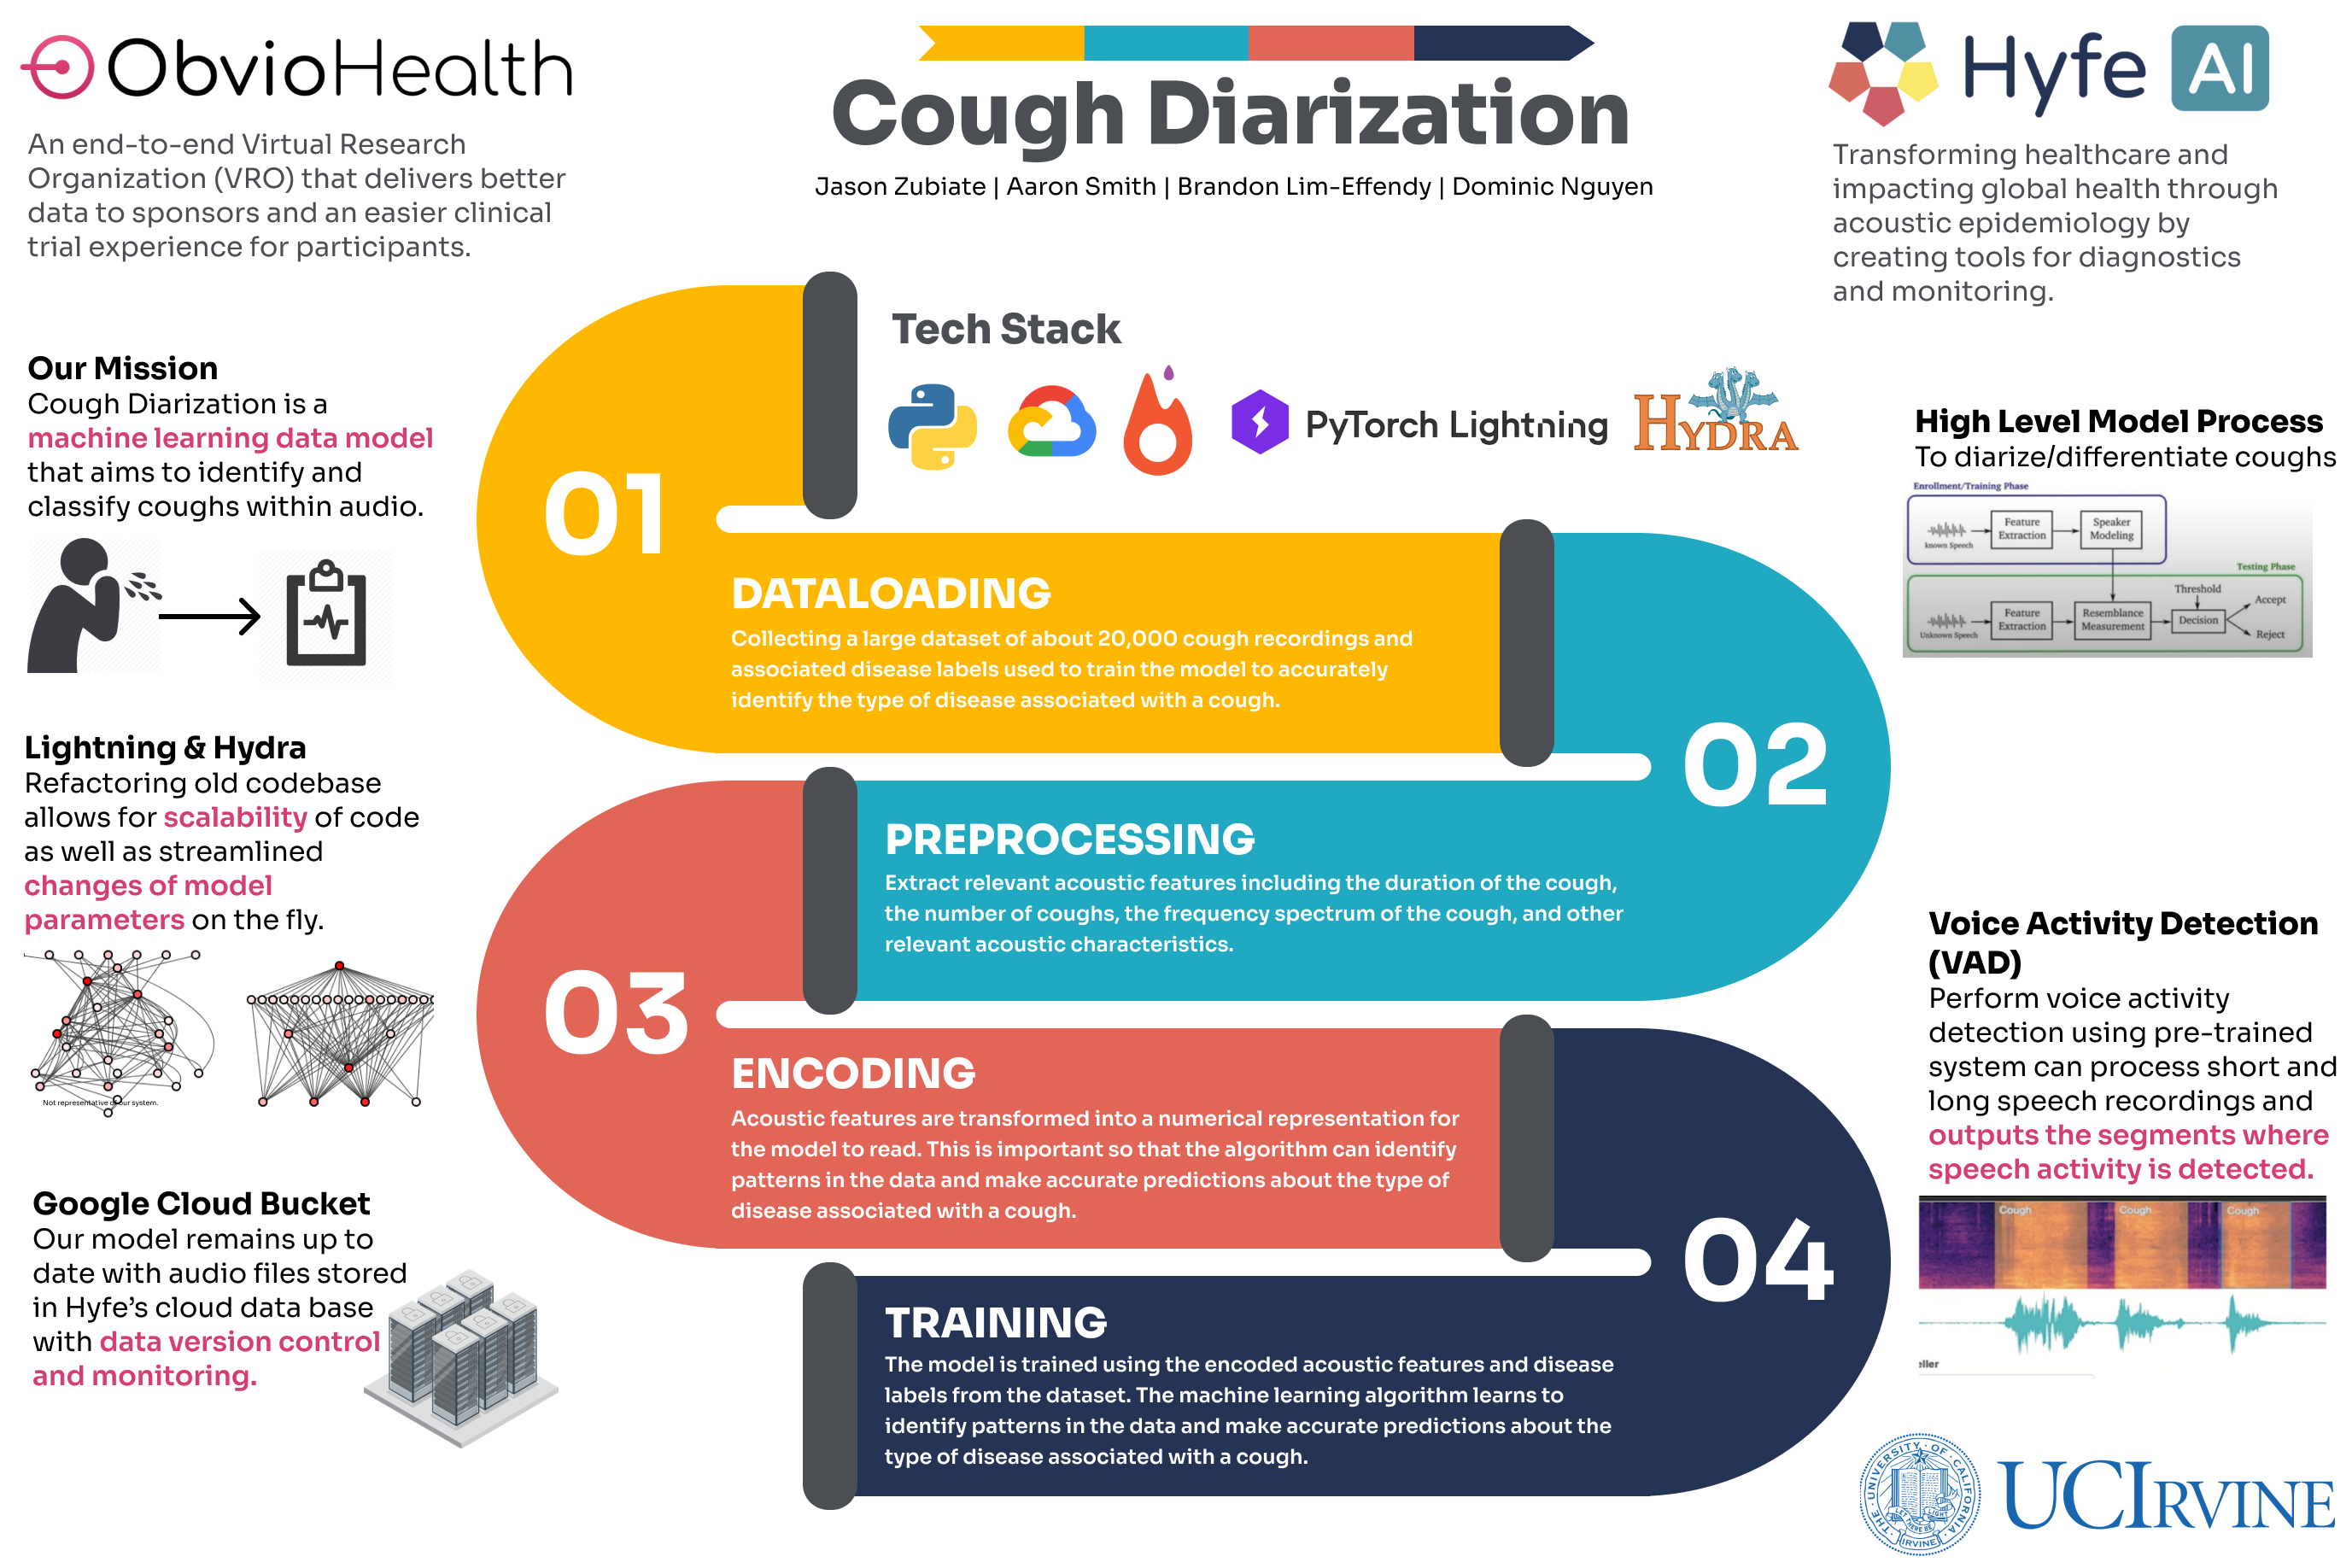 ObvioHealth
An end-to-end Virtual Research
Organization (VRO) that delivers better
data to sponsors and an easier clinical
trial experience for participants.
Cough Diarization
Jason Zubiate | Aaron Smith | Brandon Lim-Effendy | Dominic Nguyen
Hyfe AI
Transforming healthcare and
impacting global health through
acoustic epidemiology by
creating tools for diagnostics
and monitoring.
Our Mission
Cough Diarization is a
machine learning data model
that aims to identify and
classify coughs within audio.
Lightning & Hydra
Refactoring old codebase
allows for scalability of code
as well as streamlined
changes of model
parameters on the fly.
Not representative of our system.
Google Cloud Bucket
Our model remains up to
date with audio files stored
in Hyfe's cloud data base
with data version control
and monitoring.
Tech Stack
PyTorch Lightning
HYDRA
01
DATALOADING
Collecting a large dataset of about 20,000 cough recordings and
associated disease labels used to train the model to accurately
identify the type of disease associated with a cough.
02
PREPROCESSING
Extract relevant acoustic features including the duration of the cough,
the number of coughs, the frequency spectrum of the cough, and other
relevant acoustic characteristics.
03
ENCODING
Acoustic features are transformed into a numerical representation for
the model to read. This is important so that the algorithm can identify
patterns in the data and make accurate predictions about the type of
disease associated with a cough.
04
TRAINING
The model is trained using the encoded acoustic features and disease
labels from the dataset. The machine learning algorithm learns to
identify patterns in the data and make accurate predictions about the
type of disease associated with a cough.
High Level Model Process
To diarize/differentiate coughs
Enrollment/Training Phase
known Speech
Feature
Extraction
Speaker
Modeling
Testing Phase
Unknown Speech
Feature
Extraction
Resemblance
Measurement
Threshold
Decision
Accept
Reject
Voice Activity Detection
(VAD)
Perform voice activity
detection using pre-trained
system can process short and
long speech recordings and
outputs the segments where
speech activity is detected.
Cough Cough Cough
eller
THE UNIVERSITY OF CALIFORNIA
LET THERE BE LIGHT
IRVINE
UCIRVINE